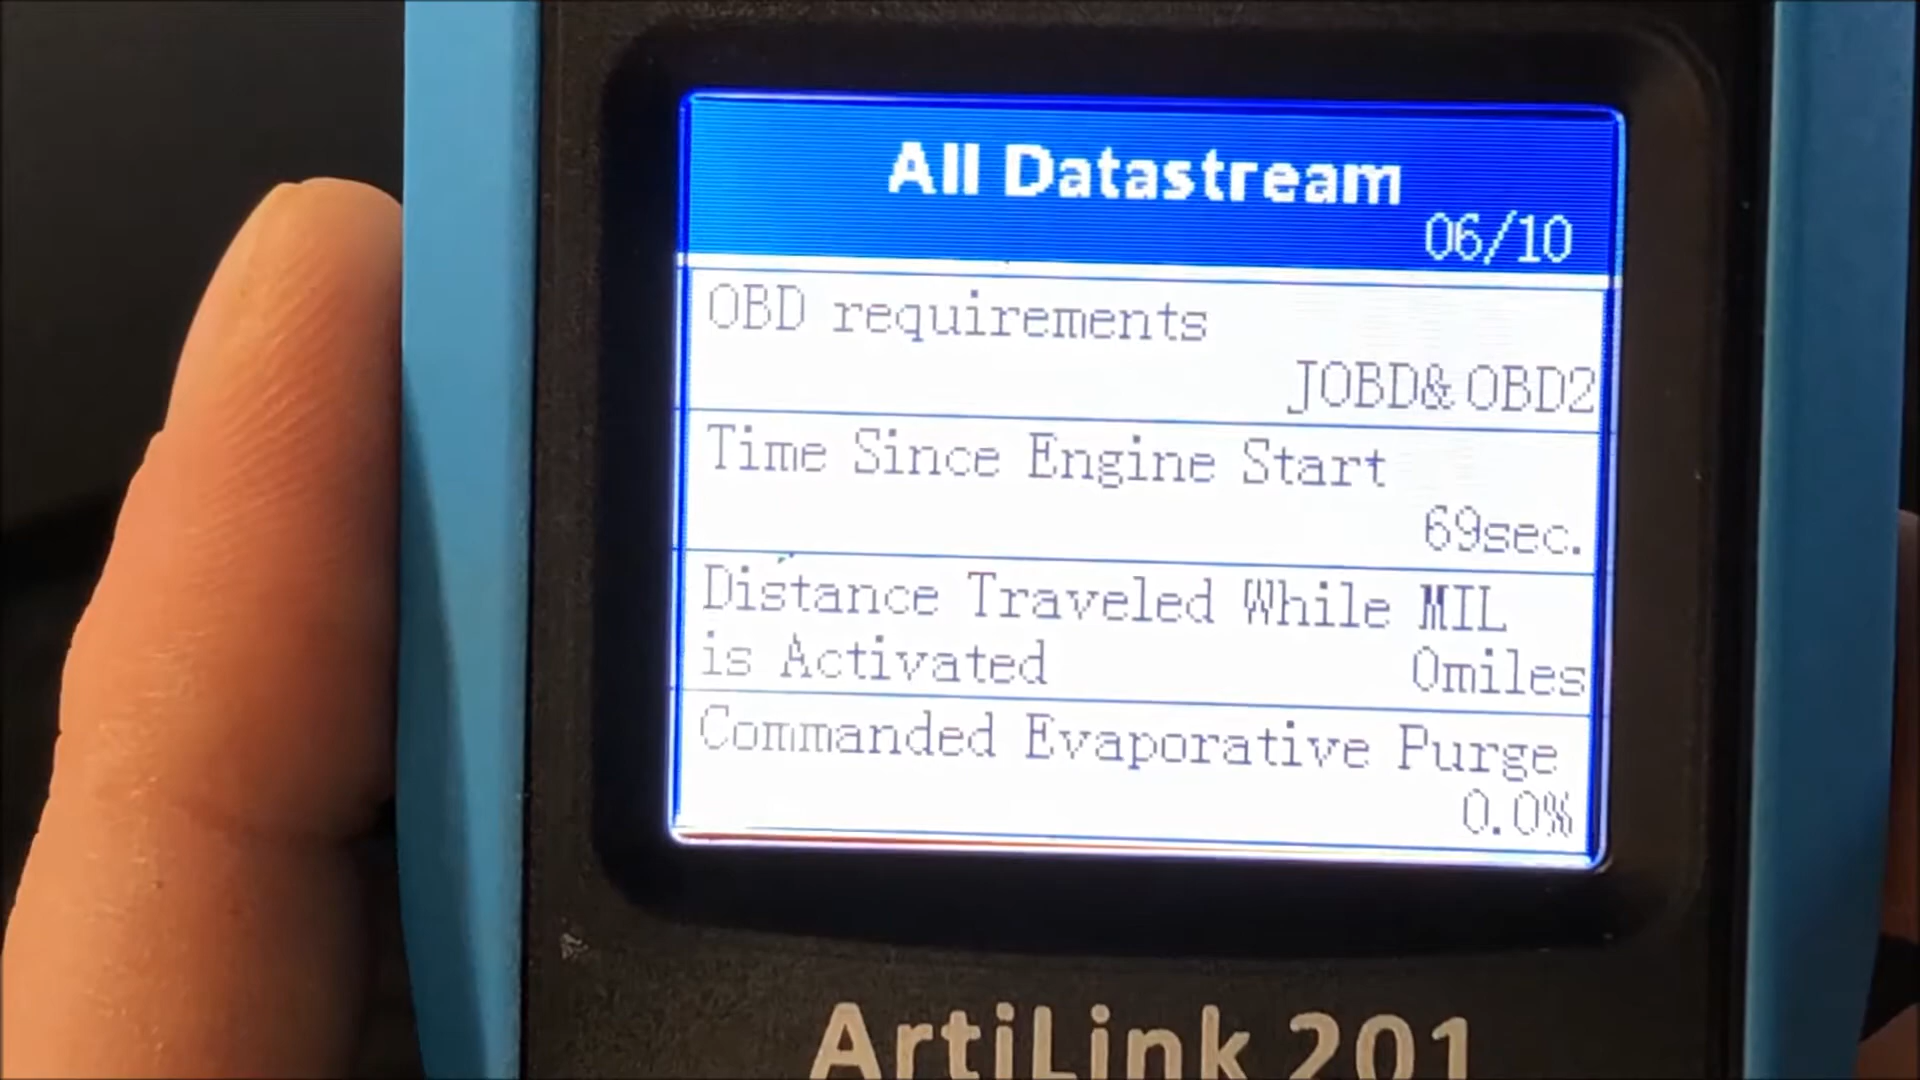 All Datastream
06/10
OBD requirements
JOBD& OBD2
Time Since Engine Start
69sec.
Distance Traveled While MIL
is Activated 0miles
Commanded Evaporative Purge
0.0%
ArtiLink 201